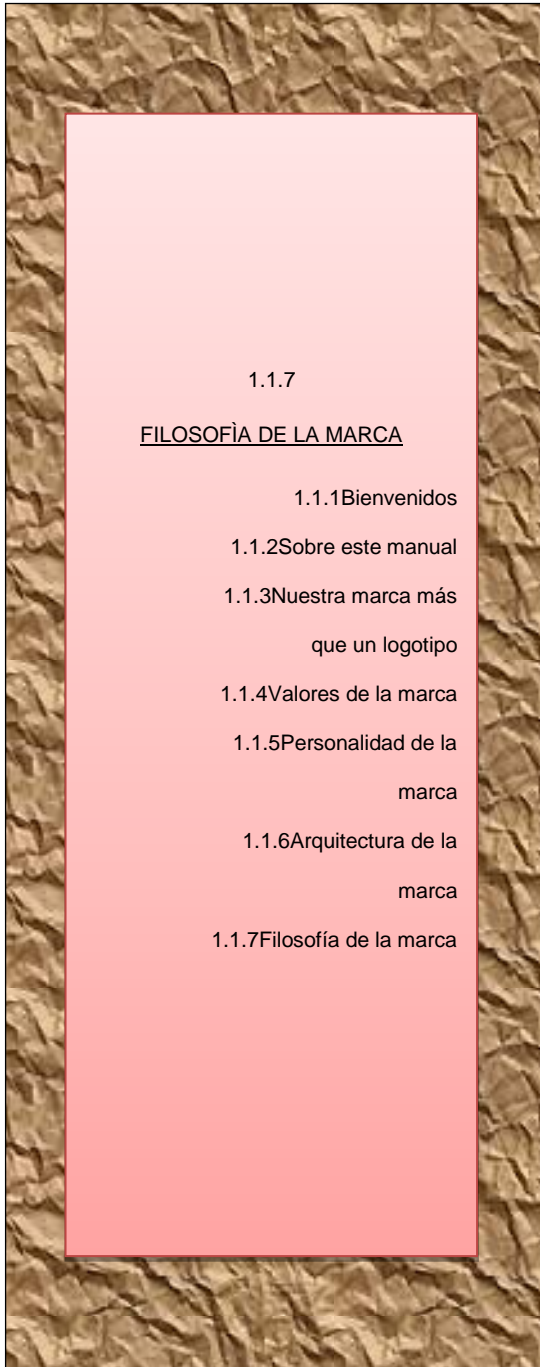 1.1.7
FILOSOFÌA DE LA MARCA
1.1.1Bienvenidos
1.1.2Sobre este manual
1.1.3Nuestra marca más
que un logotipo
1.1.4Valores de la marca
1.1.5Personalidad de la
marca
1.1.6Arquitectura de la
marca
1.1.7Filosofía de la marca